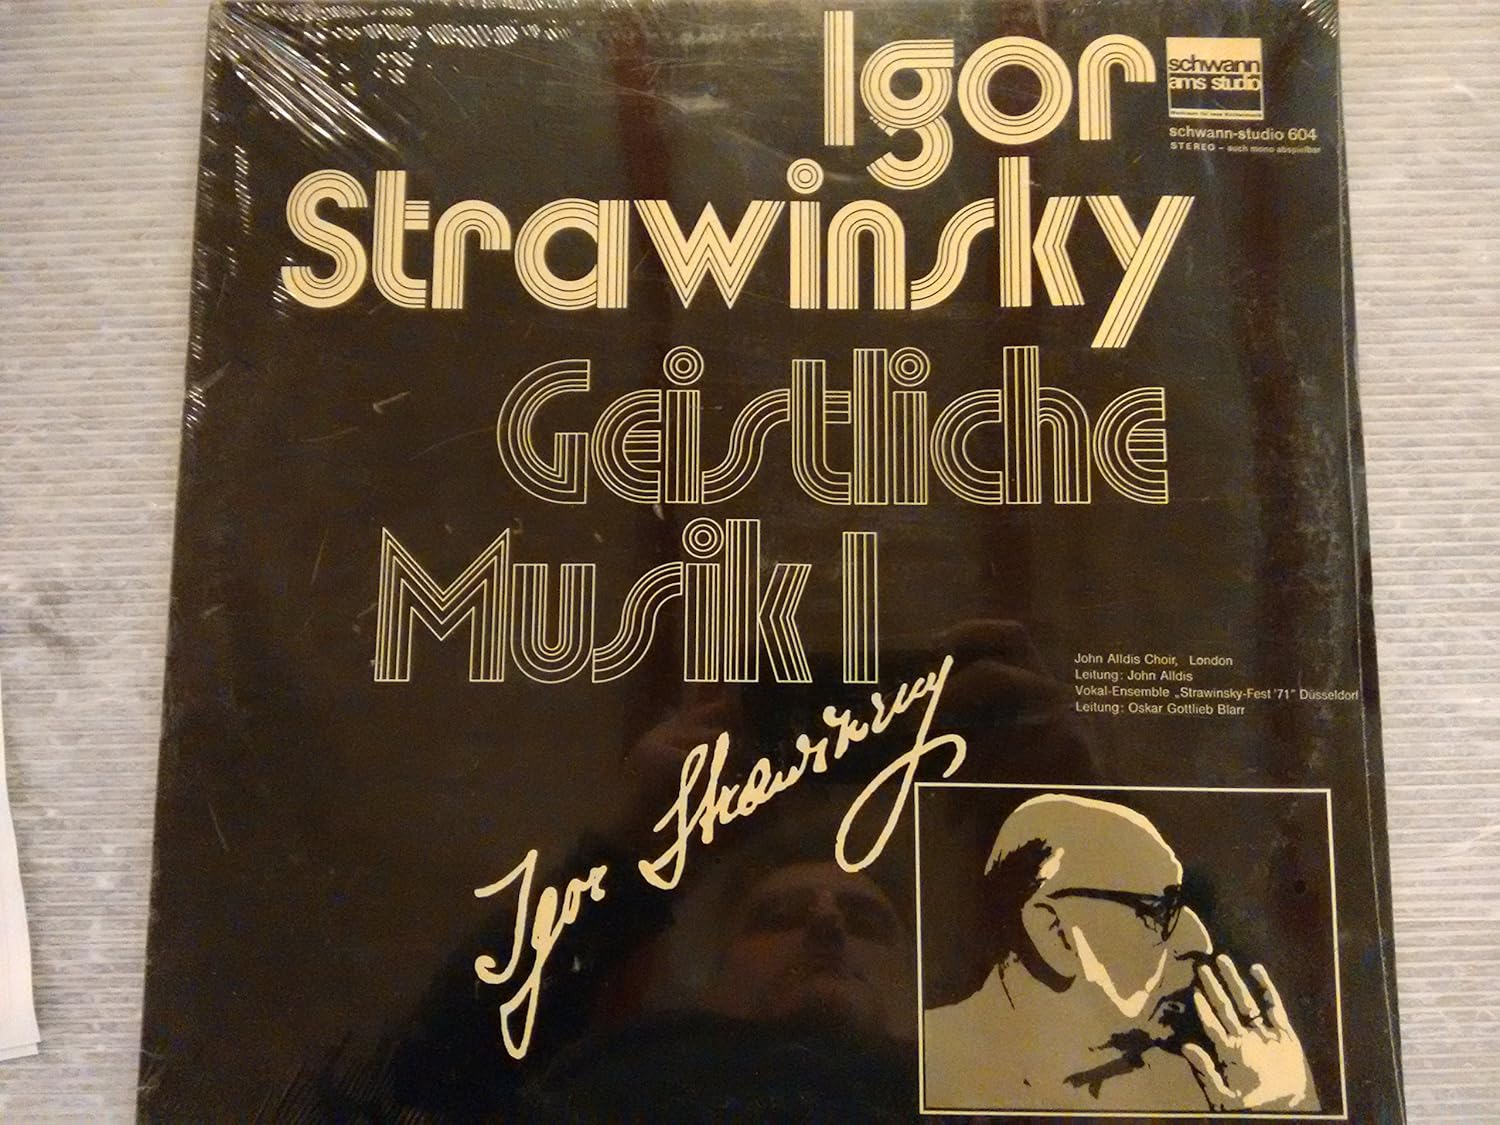 Igor
Strawinsky
Geistliche
Musik I
schwann
ams studio
schwann-studio 604
STEREO – auch mono abspielbar
John Alldis Choir, London
Leitung: John Alldis
Vokal-Ensemble „Strawinsky-Fest '71" Düsseldorf
Leitung: Oskar Gottlieb Blarr
Igor Strawinsky